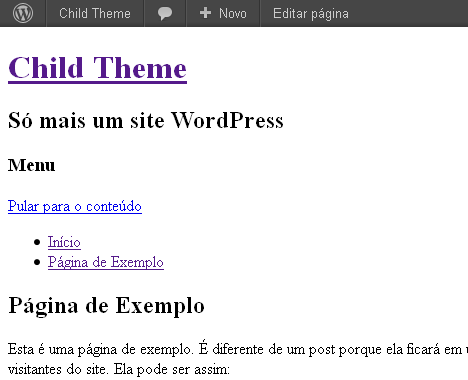 Child Theme + Novo Editar página
Child Theme
Só mais um site WordPress
Menu
Pular para o conteúdo
Início
Página de Exemplo
Página de Exemplo
Esta é uma página de exemplo. É diferente de um post porque ela ficará em
visitantes do site. Ela pode ser assim: